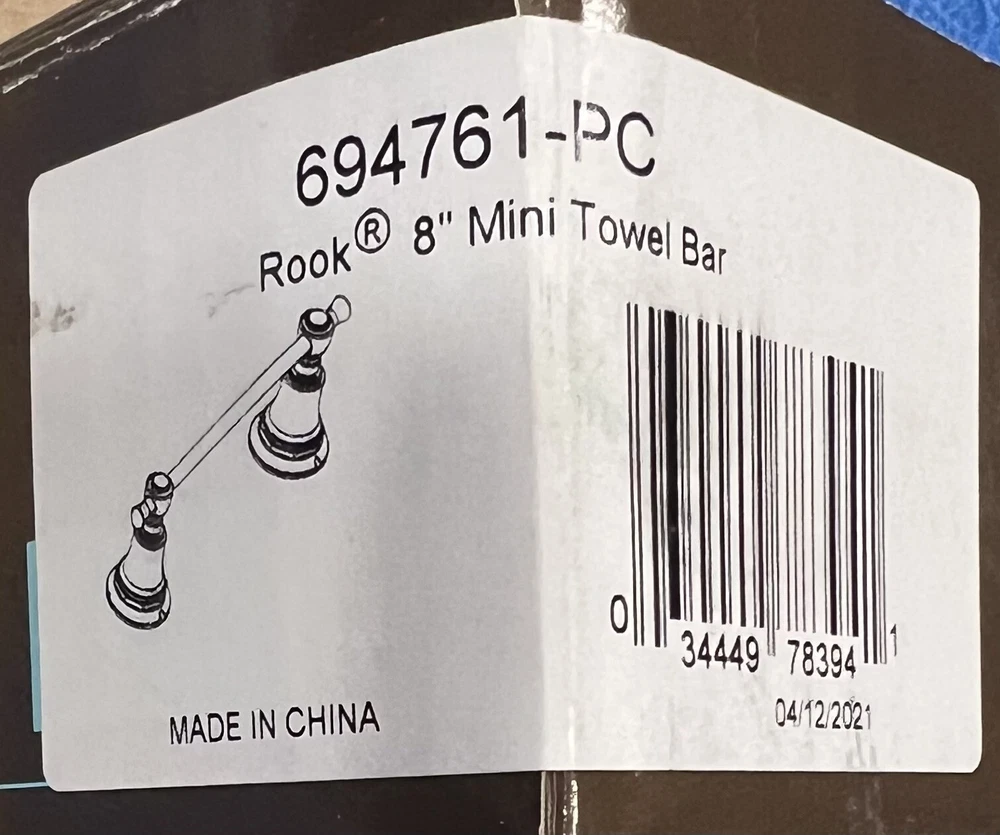 694761-PC
Rook® 8" Mini Towel Bar
0 34449 78394 1
04/12/2021
MADE IN CHINA